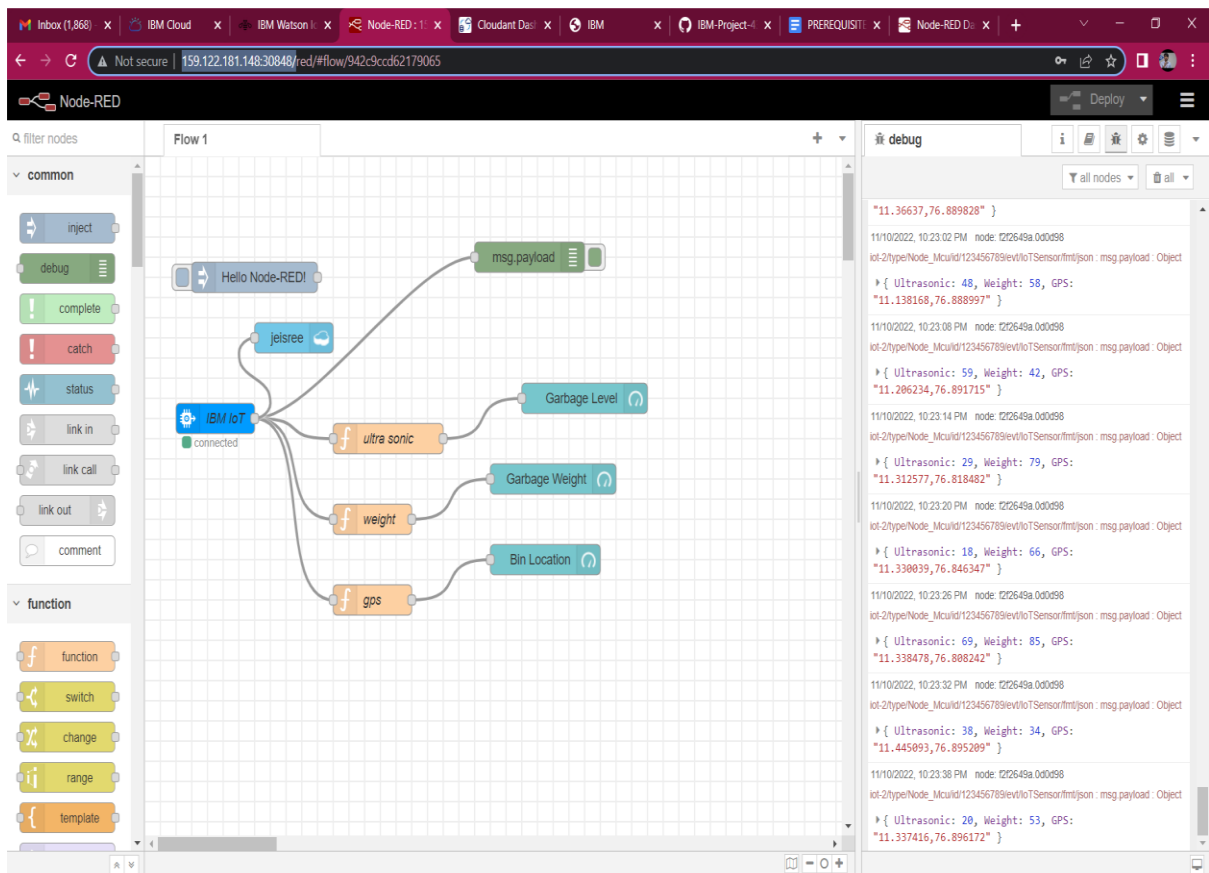 Inbox (1,868)
IBM Cloud
IBM Watson Io
Node-RED : 15
Cloudant Das
IBM
IBM-Project-4
PREREQUISITE
Node-RED Da
Not secure | 159.122.181.148:30848/red/#flow/942c9ccd62179065
Node-RED
Deploy
filter nodes
common
inject
debug
complete
catch
status
link in
link call
link out
comment
function
function
switch
change
range
template
Flow 1
Hello Node-RED!
msg.payload
jeisree
IBM IoT
connected
ultra sonic
Garbage Level
weight
Garbage Weight
gps
Bin Location
debug
all nodes
all
"11.36637,76.889828" }
11/10/2022, 10:23:02 PM node: f2f2649a.0d0d98
iot-2/type/Node_Mcu/id/123456789/evt/IoTSensor/fmt/json : msg.payload : Object
{ Ultrasonic: 48, Weight: 58, GPS:
"11.138168,76.888997" }
11/10/2022, 10:23:08 PM node: f2f2649a.0d0d98
iot-2/type/Node_Mcu/id/123456789/evt/IoTSensor/fmt/json : msg.payload : Object
{ Ultrasonic: 59, Weight: 42, GPS:
"11.206234,76.891715" }
11/10/2022, 10:23:14 PM node: f2f2649a.0d0d98
iot-2/type/Node_Mcu/id/123456789/evt/IoTSensor/fmt/json : msg.payload : Object
{ Ultrasonic: 29, Weight: 79, GPS:
"11.312577,76.818482" }
11/10/2022, 10:23:20 PM node: f2f2649a.0d0d98
iot-2/type/Node_Mcu/id/123456789/evt/IoTSensor/fmt/json : msg.payload : Object
{ Ultrasonic: 18, Weight: 66, GPS:
"11.330039,76.846347" }
11/10/2022, 10:23:26 PM node: f2f2649a.0d0d98
iot-2/type/Node_Mcu/id/123456789/evt/IoTSensor/fmt/json : msg.payload : Object
{ Ultrasonic: 69, Weight: 85, GPS:
"11.338478,76.808242" }
11/10/2022, 10:23:32 PM node: f2f2649a.0d0d98
iot-2/type/Node_Mcu/id/123456789/evt/IoTSensor/fmt/json : msg.payload : Object
{ Ultrasonic: 38, Weight: 34, GPS:
"11.445093,76.895209" }
11/10/2022, 10:23:38 PM node: f2f2649a.0d0d98
iot-2/type/Node_Mcu/id/123456789/evt/IoTSensor/fmt/json : msg.payload : Object
{ Ultrasonic: 20, Weight: 53, GPS:
"11.337416,76.896172" }